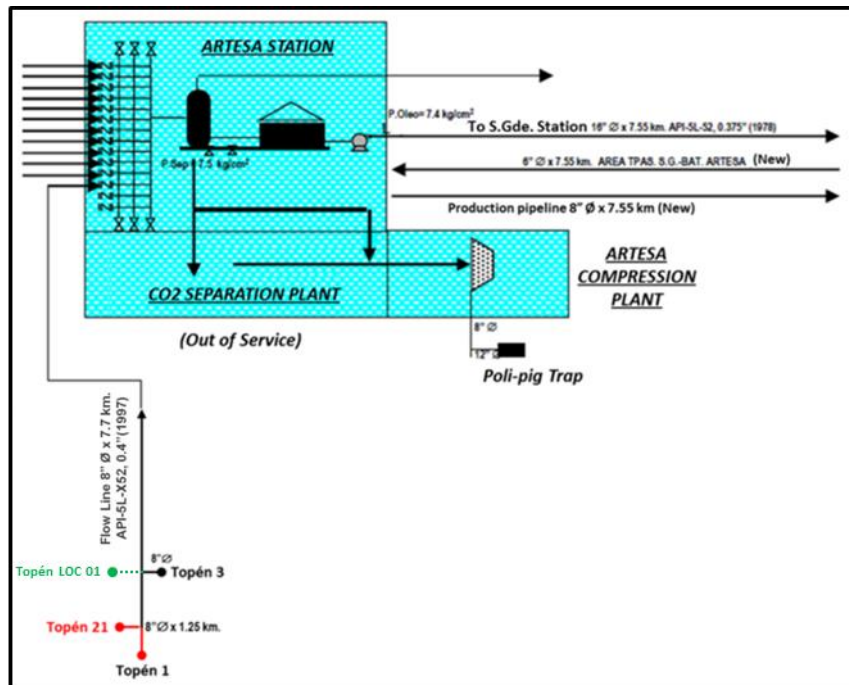 ARTESA STATION
P.Oleo= 7.4 kg/cm²
To S.Gde. Station 16" Ø x 7.55 km. API-5L-52, 0.375" (1978)
P.Sep = 7.5 kg/cm²
6" Ø x 7.55 km. AREA TPAS. S.G.-BAT. ARTESA (New)
Production pipeline 8" Ø x 7.55 km (New)
ARTESA
COMPRESSION
PLANT
CO2 SEPARATION PLANT
(Out of Service)
8" Ø
12" Ø
Poli-pig Trap
Flow Line 8" Ø x 7.7 km.
API-5L-X52, 0.4" (1997)
8" Ø
Topén LOC 01
Topén 3
Topén 21
8" Ø x 1.25 km.
Topén 1